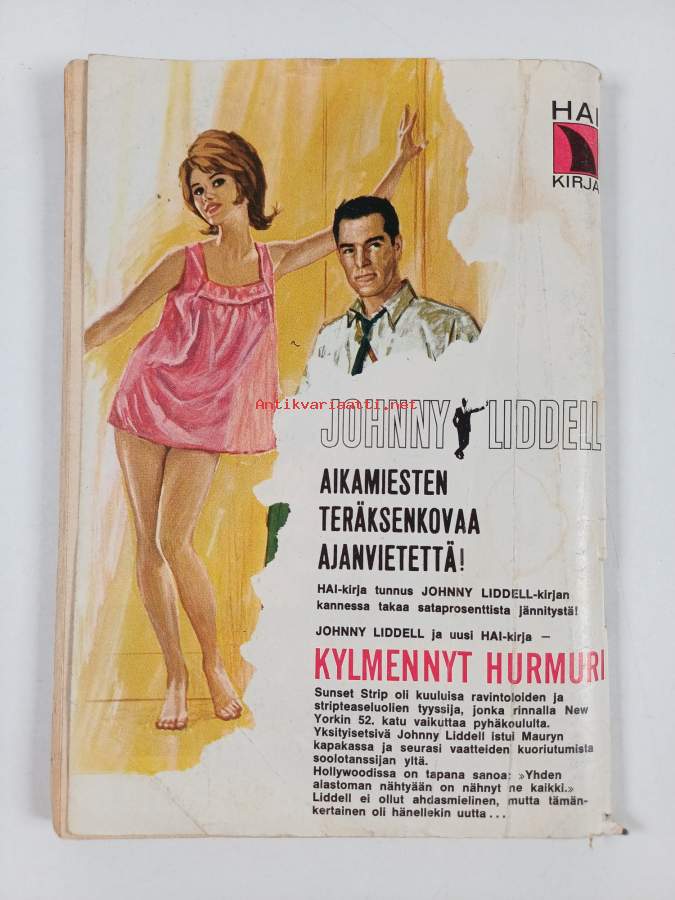 HAI
KIRJA
Antikvariaatti.net
JOHNNY LIDDELL
AIKAMIESTEN
TERÄKSENKOVAA
AJANVIETETTÄ!
HAI-kirja tunnus JOHNNY LIDDELL-kirjan
kannessa takaa sataprosenttista jännitystä!
JOHNNY LIDDELL ja uusi HAI-kirja —
KYLMENNYT HURMURI
Sunset Strip oli kuuluisa ravintoloiden ja
stripteaseluolien tyyssija, jonka rinnalla New
Yorkin 52. katu vaikuttaa pyhäkoululta.
Yksityisetsivä Johnny Liddell istui Mauryn
kapakassa ja seurasi vaatteiden kuoriutumista
soolotanssijan yltä.
Hollywoodissa on tapana sanoa: »Yhden
alastoman nähtyään on nähnyt ne kaikki.»
Liddell ei ollut ahdasmielinen, mutta tämän-
kertainen oli hänellekin uutta...